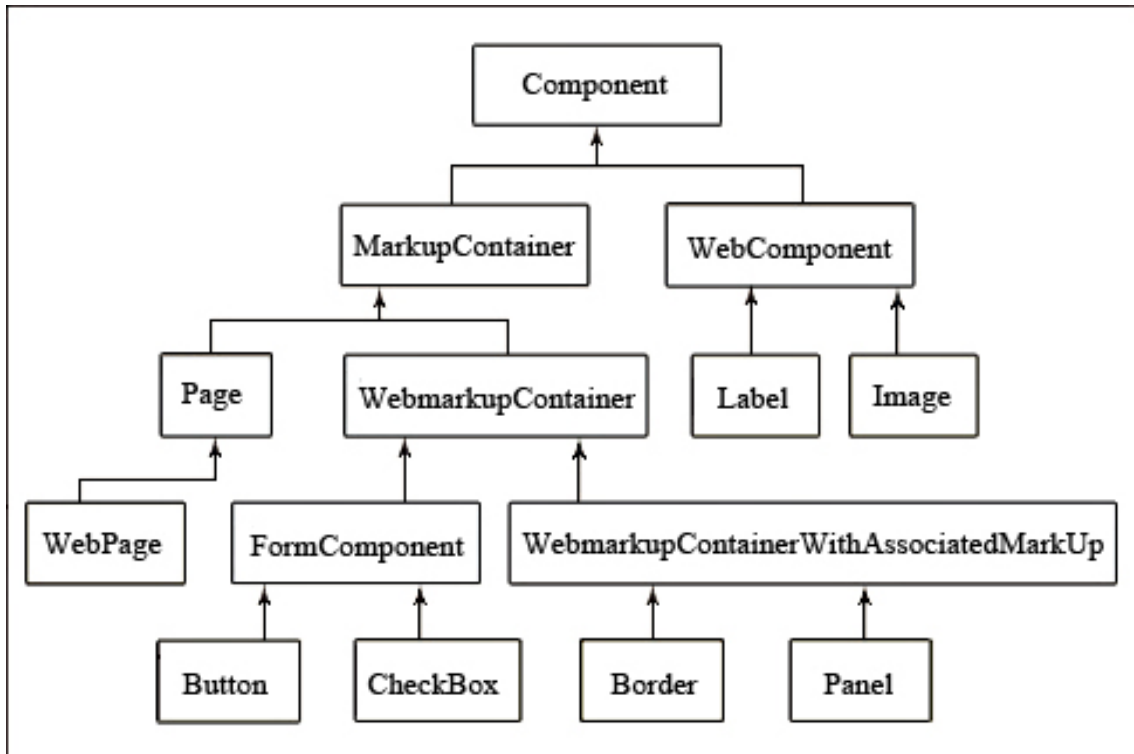 Component
MarkupContainer
WebComponent
Page
WebmarkupContainer
Label
Image
WebPage
FormComponent
WebmarkupContainerWithAssociatedMarkUp
Button
CheckBox
Border
Panel